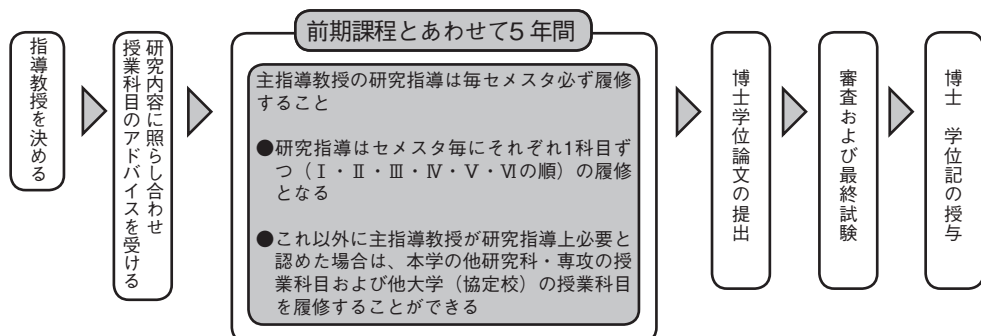 指導教授を決める
研究内容に照らし合わせ
授業科目のアドバイスを受ける
前期課程とあわせて5年間
主指導教授の研究指導は毎セメスタ必ず履修
すること
●研究指導はセメスタ毎にそれぞれ1科目ず
つ（Ⅰ・Ⅱ・Ⅲ・Ⅳ・Ⅴ・Ⅵの順）の履修
となる
●これ以外に主指導教授が研究指導上必要と
認めた場合は、本学の他研究科・専攻の授
業科目および他大学（協定校）の授業科目
を履修することができる
博士学位論文の提出
審査および最終試験
博士　学位記の授与